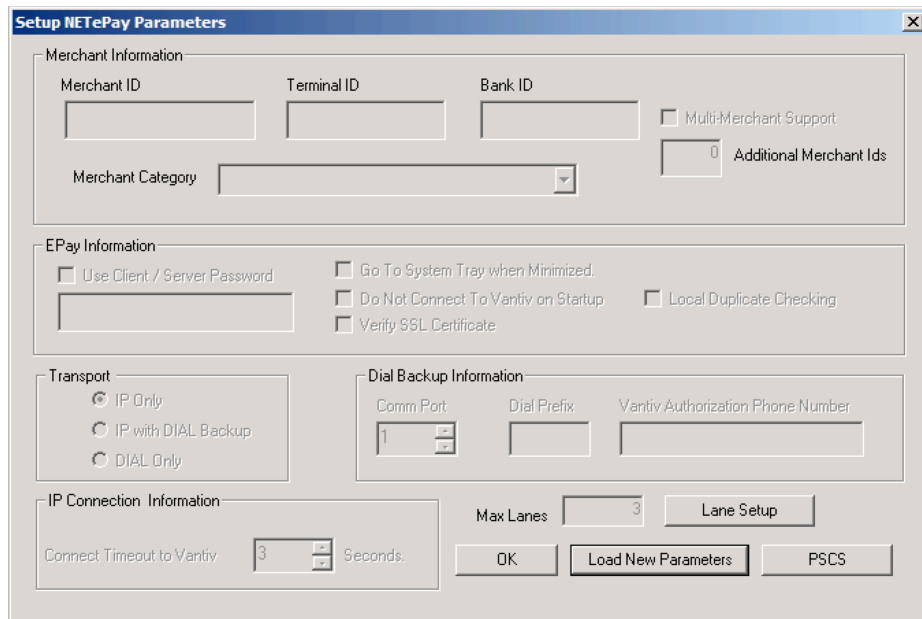 Setup NETePay Parameters
Merchant Information
Merchant ID Terminal ID Bank ID
Multi-Merchant Support
0 Additional Merchant Ids
Merchant Category
EPay Information
Use Client / Server Password
Go To System Tray when Minimized.
Do Not Connect To Vantiv on Startup
Local Duplicate Checking
Verify SSL Certificate
Transport
IP Only
IP with DIAL Backup
DIAL Only
Dial Backup Information
Comm Port Dial Prefix Vantiv Authorization Phone Number
1
IP Connection Information
Connect Timeout to Vantiv 3 Seconds.
Max Lanes 3 Lane Setup
OK Load New Parameters PSCS